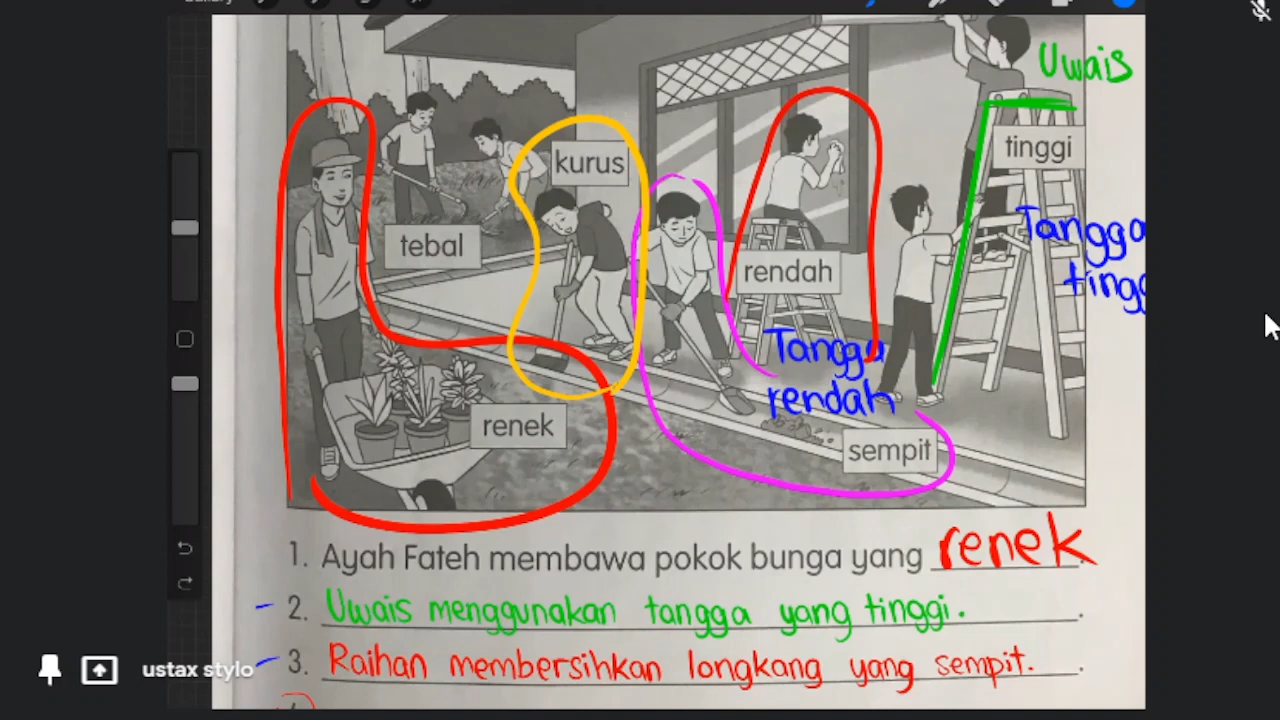 Uwais
tinggi
kurus
tebal
Tangga
rendah
Tangga
rendah
renek
sempit
1. Ayah Fateh membawa pokok bunga yang renek.
2. Uwais menggunakan tangga yang tinggi.
3. Raihan membersihkan longkang yang sempit.
ustax stylo